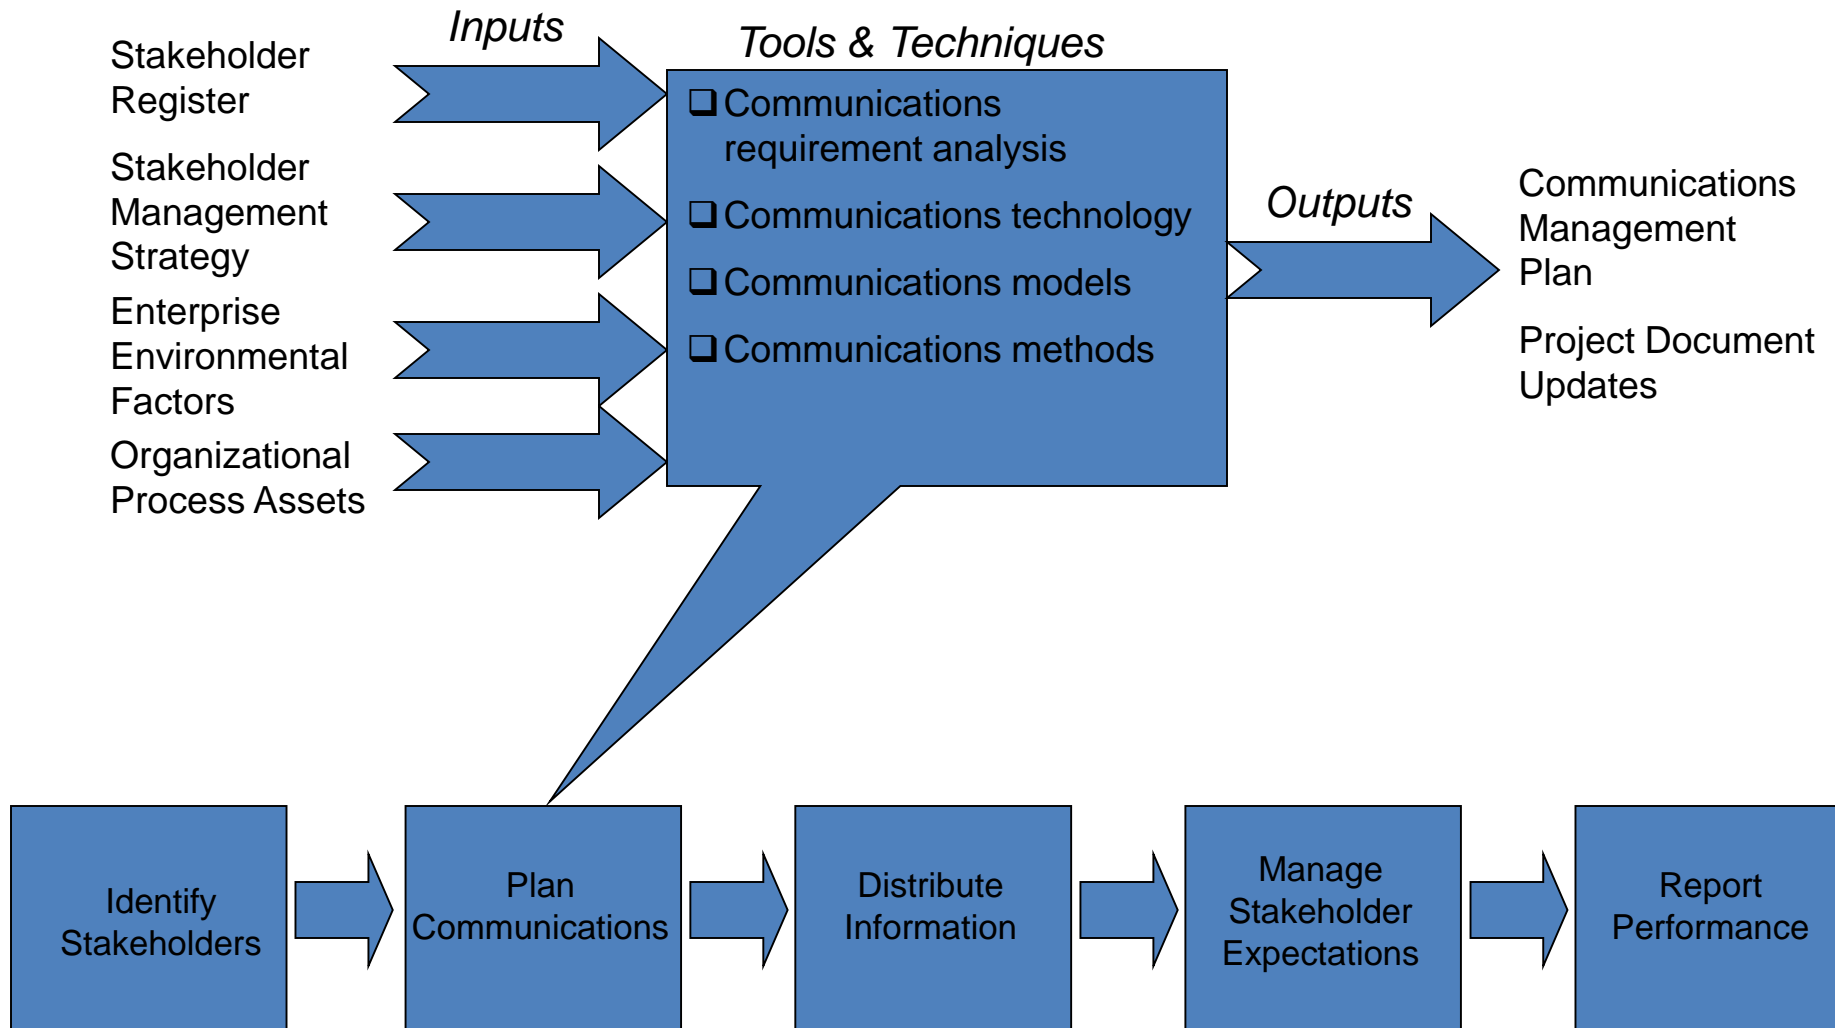 Inputs
Tools & Techniques
Stakeholder
Register
Stakeholder
Management
Strategy
Enterprise
Environmental
Factors
Organizational
Process Assets
Communications
requirement analysis
Communications technology
Communications models
Communications methods
Outputs
Communications
Management
Plan
Project Document
Updates
Identify
Stakeholders
Plan
Communications
Distribute
Information
Manage
Stakeholder
Expectations
Report
Performance